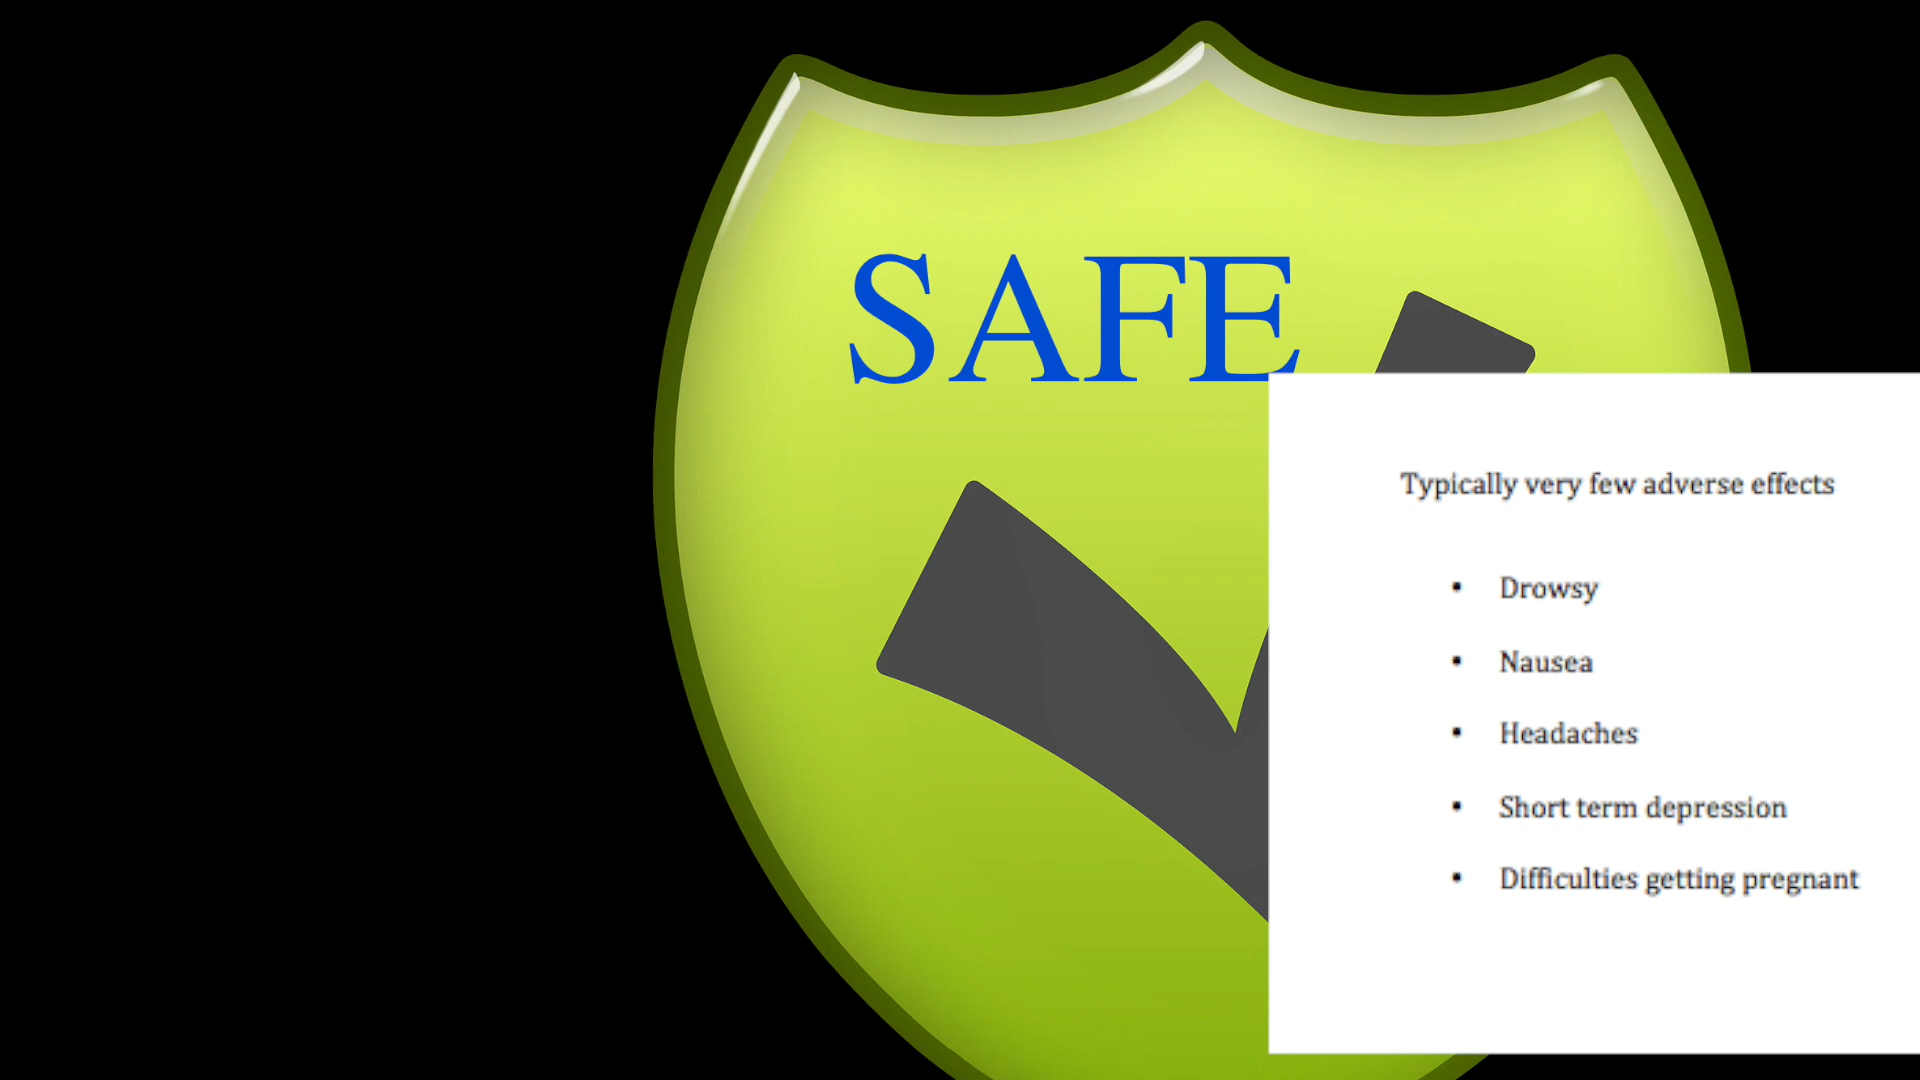 SAFE
Typically very few adverse effects
▪ Drowsy
▪ Nausea
▪ Headaches
▪ Short term depression
▪ Difficulties getting pregnant